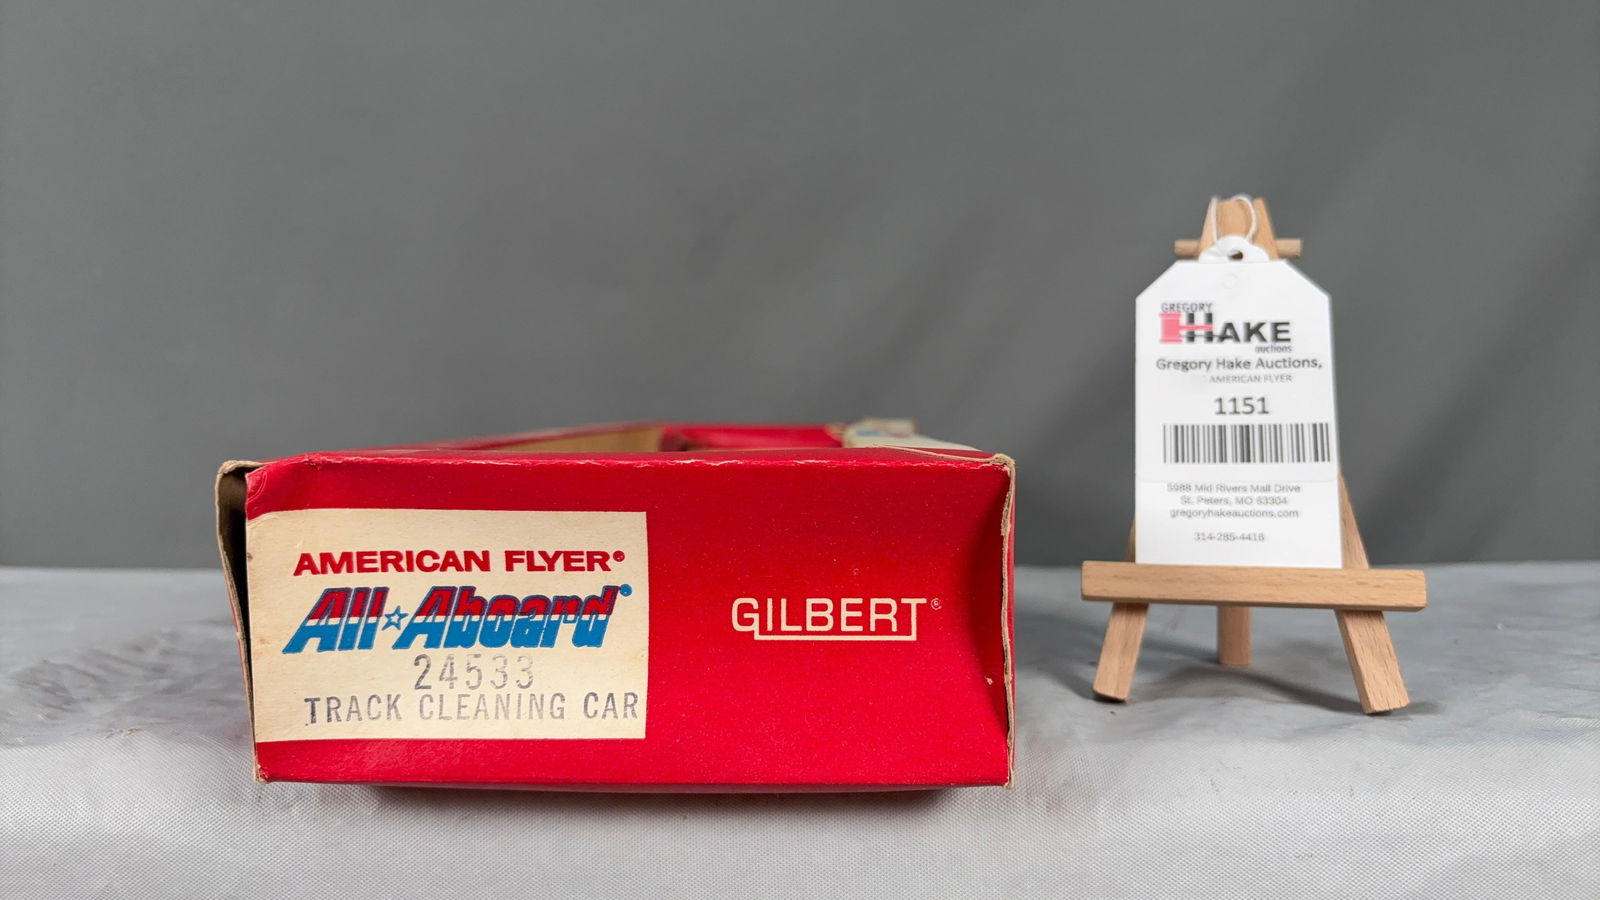 AMERICAN FLYER®
All☆Aboard®
24533
TRACK CLEANING CAR
GILBERT®
GREGORY
HAKE
auctions
Gregory Hake Auctions,
AMERICAN FLYER
1151
5988 Mid Rivers Mall Drive
St. Peters, MO 63304
gregoryhakeauctions.com
314-285-4416